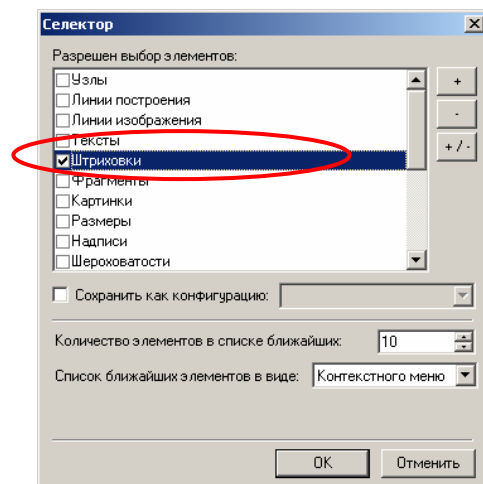 Селектор
Разрешен выбор элементов:
Узлы
+
Линии построения
Линии изображения
-
Тексты
+ / -
Штриховки
Фрагменты
Картинки
Размеры
Надписи
Шероховатости
Сохранить как конфигурацию:
Количество элементов в списке ближайших: 10
Список ближайших элементов в виде: Контекстного меню
OK Отменить